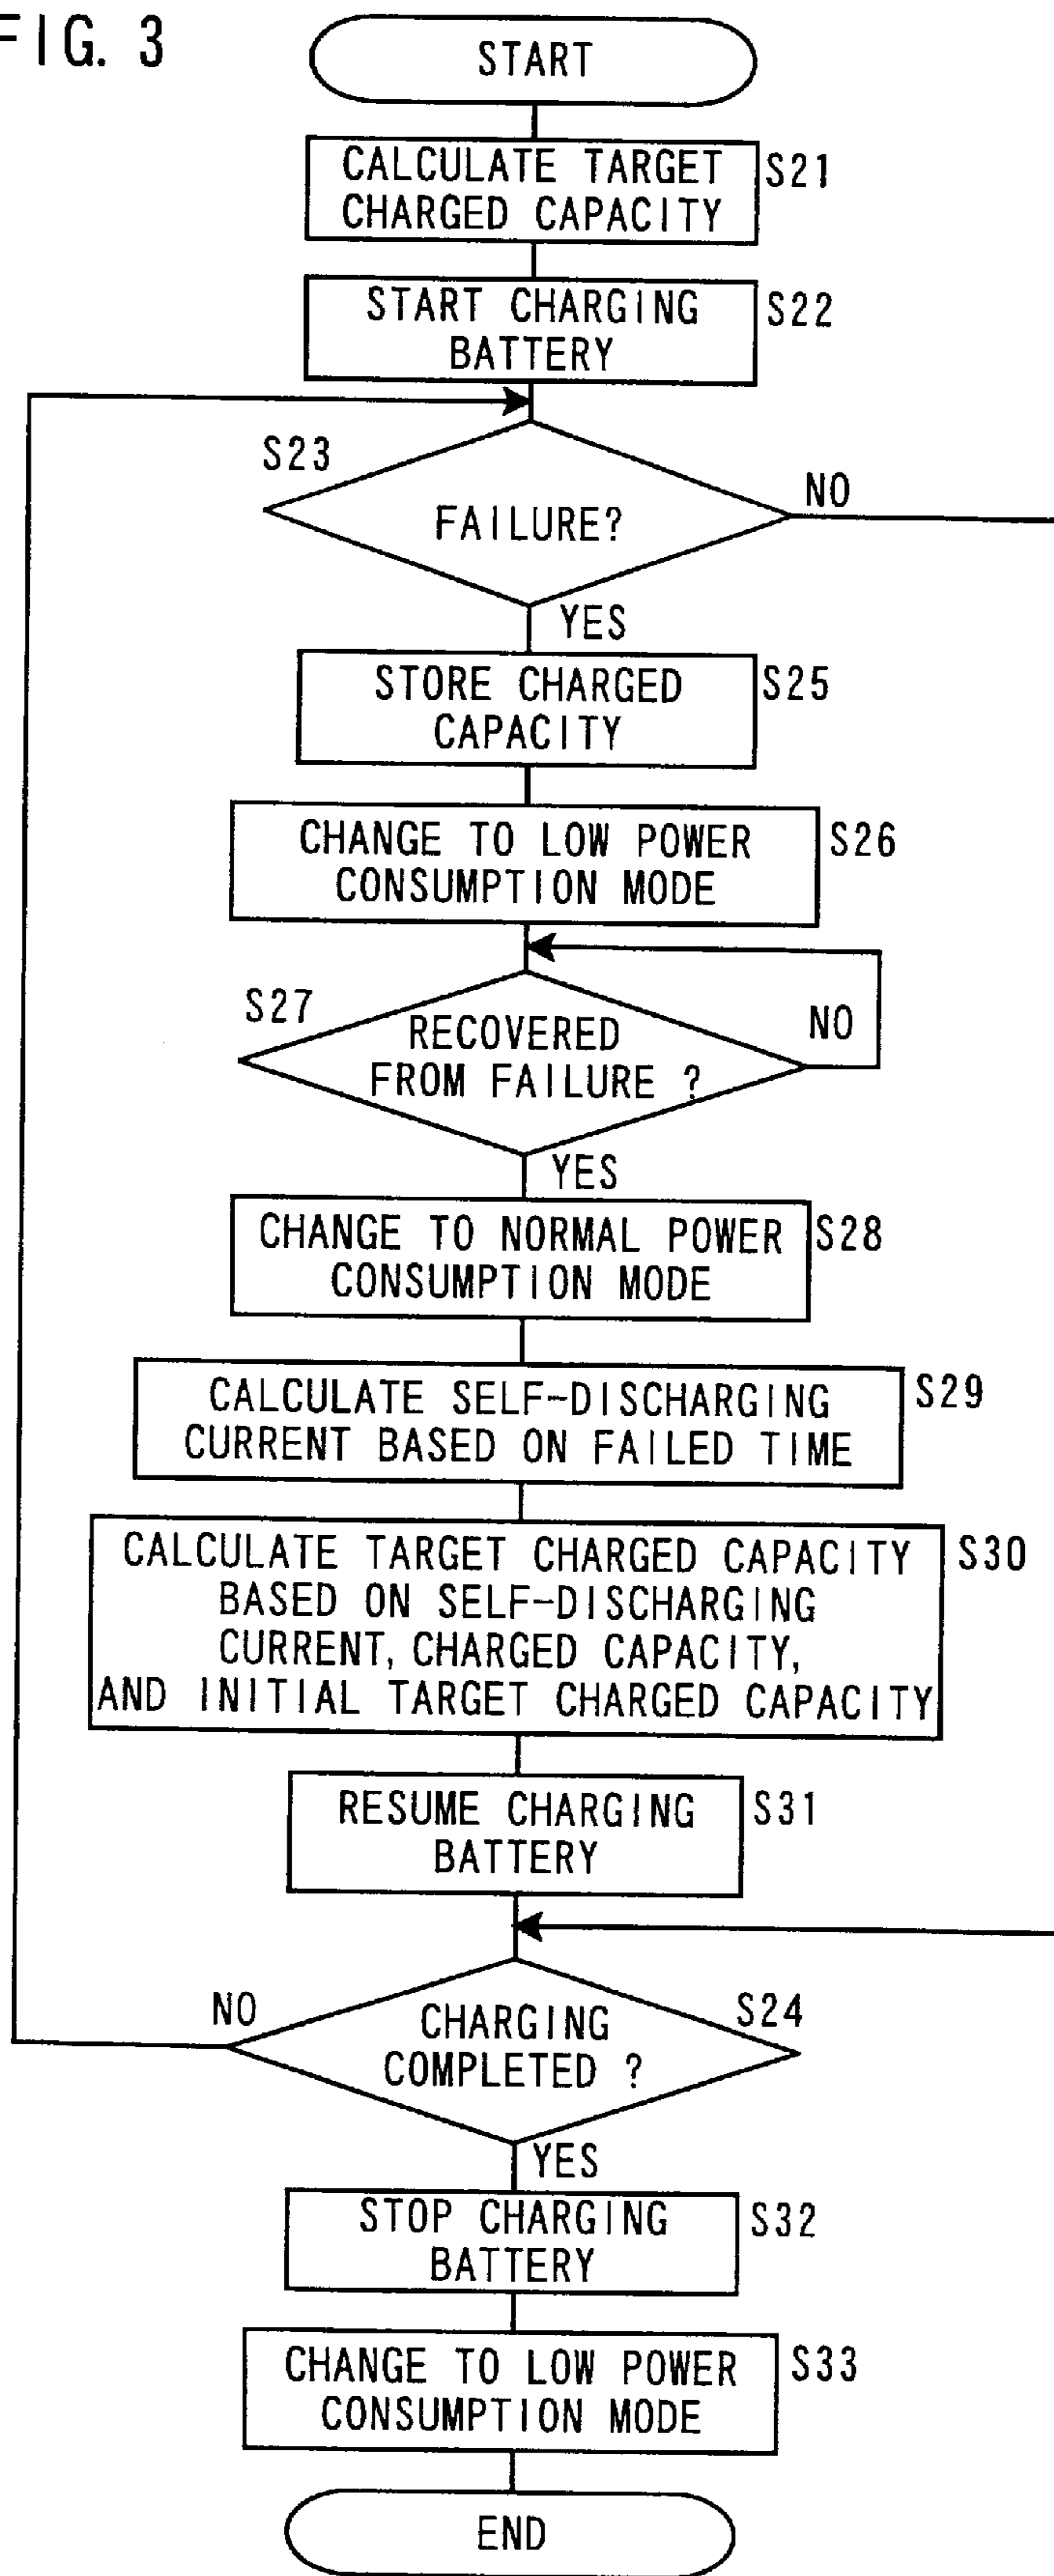 FIG. 3
START
CALCULATE TARGET
CHARGED CAPACITY
S21
START CHARGING
BATTERY
S22
S23
FAILURE?
NO
YES
STORE CHARGED
CAPACITY
S25
CHANGE TO LOW POWER
CONSUMPTION MODE
S26
S27
RECOVERED
FROM FAILURE ?
NO
YES
CHANGE TO NORMAL POWER
CONSUMPTION MODE
S28
CALCULATE SELF-DISCHARGING
CURRENT BASED ON FAILED TIME
S29
CALCULATE TARGET CHARGED CAPACITY
BASED ON SELF-DISCHARGING
CURRENT, CHARGED CAPACITY,
AND INITIAL TARGET CHARGED CAPACITY
S30
RESUME CHARGING
BATTERY
S31
NO
CHARGING
COMPLETED ?
S24
YES
STOP CHARGING
BATTERY
S32
CHANGE TO LOW POWER
CONSUMPTION MODE
S33
END